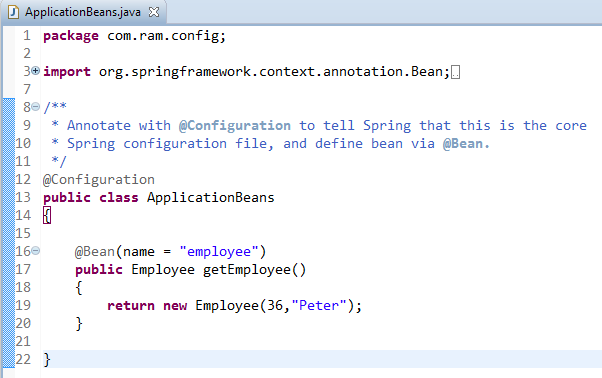 ApplicationBeans.java
1 package com.ram.config;
2
3 import org.springframework.context.annotation.Bean;
7
8 /**
9  * Annotate with @Configuration to tell Spring that this is the core
10  * Spring configuration file, and define bean via @Bean.
11  */
12 @Configuration
13 public class ApplicationBeans
14 {
15
16     @Bean(name = "employee")
17     public Employee getEmployee()
18     {
19         return new Employee(36,"Peter");
20     }
21
22 }